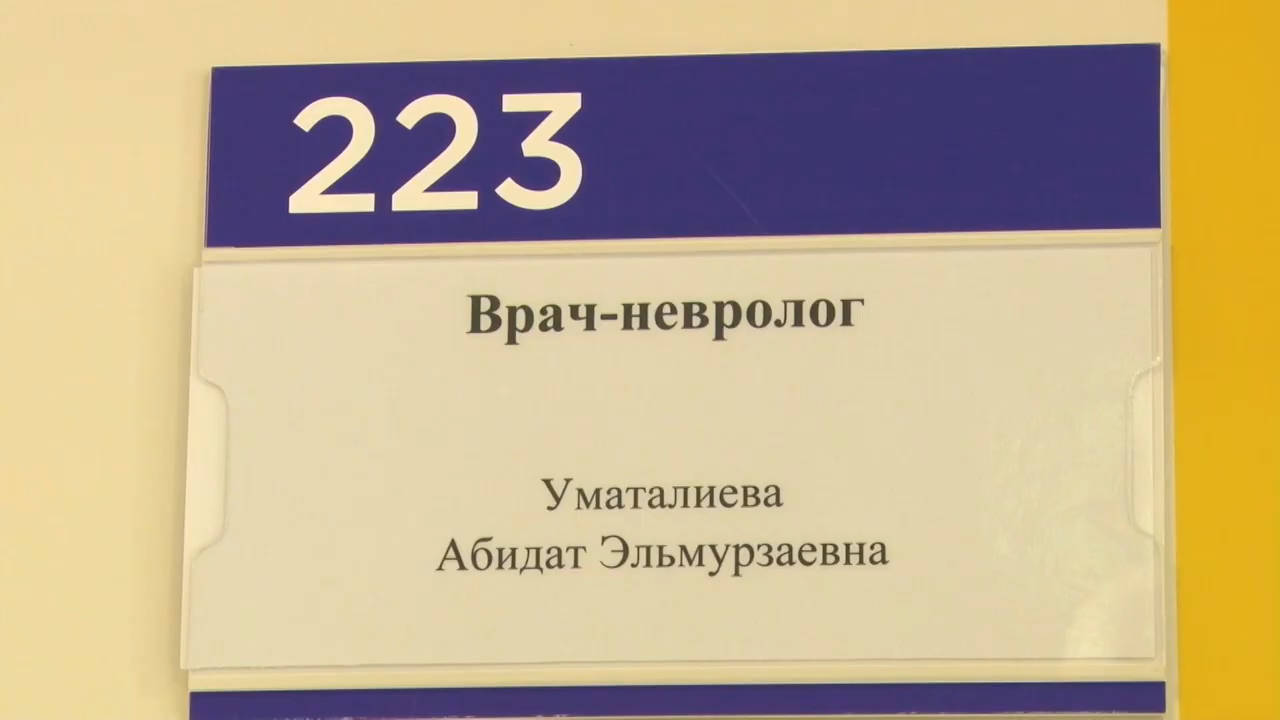 223
Врач-невролог
Уматалиева
Абидат Эльмурзаевна